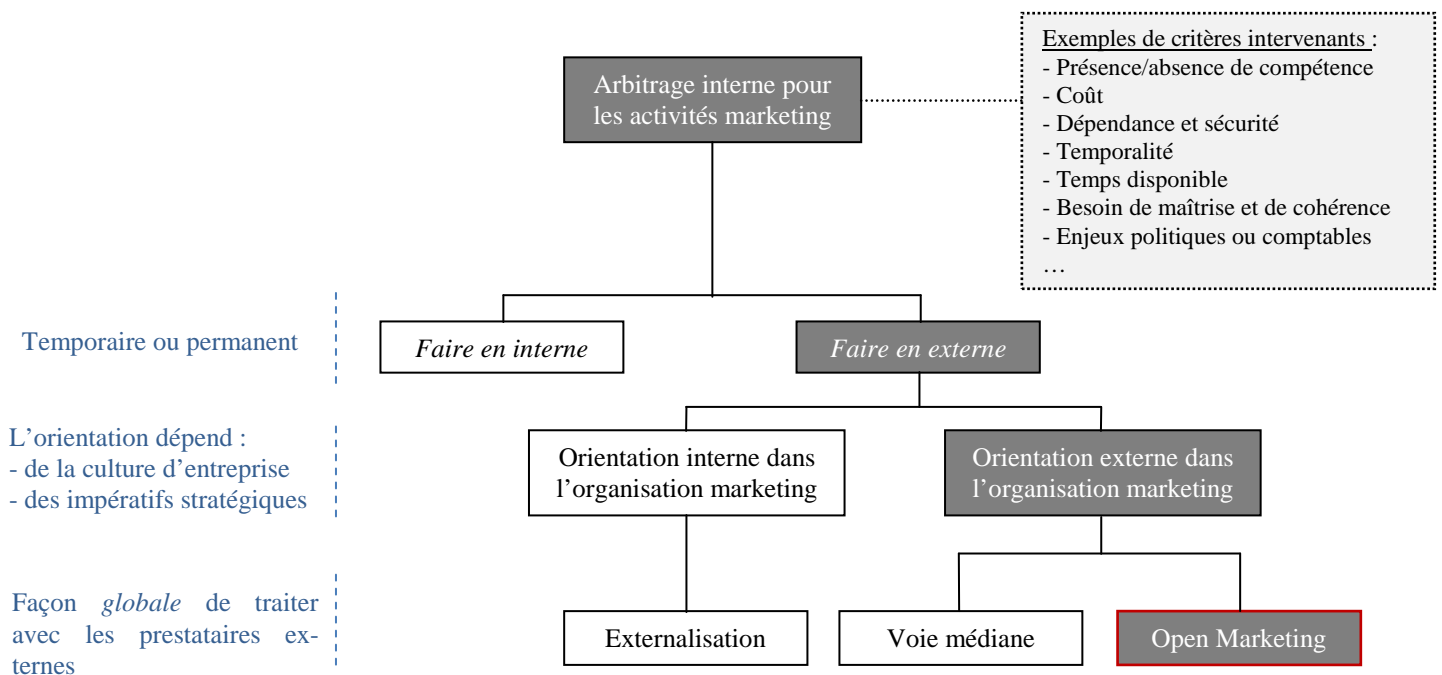 Exemples de critères intervenants :
- Présence/absence de compétence
- Coût
- Dépendance et sécurité
- Temporalité
- Temps disponible
- Besoin de maîtrise et de cohérence
- Enjeux politiques ou comptables
…
Arbitrage interne pour
les activités marketing
Temporaire ou permanent
Faire en interne
Faire en externe
L’orientation dépend :
- de la culture d’entreprise
- des impératifs stratégiques
Orientation interne dans
l’organisation marketing
Orientation externe dans
l’organisation marketing
Façon globale de traiter
avec les prestataires ex-
ternes
Externalisation
Voie médiane
Open Marketing